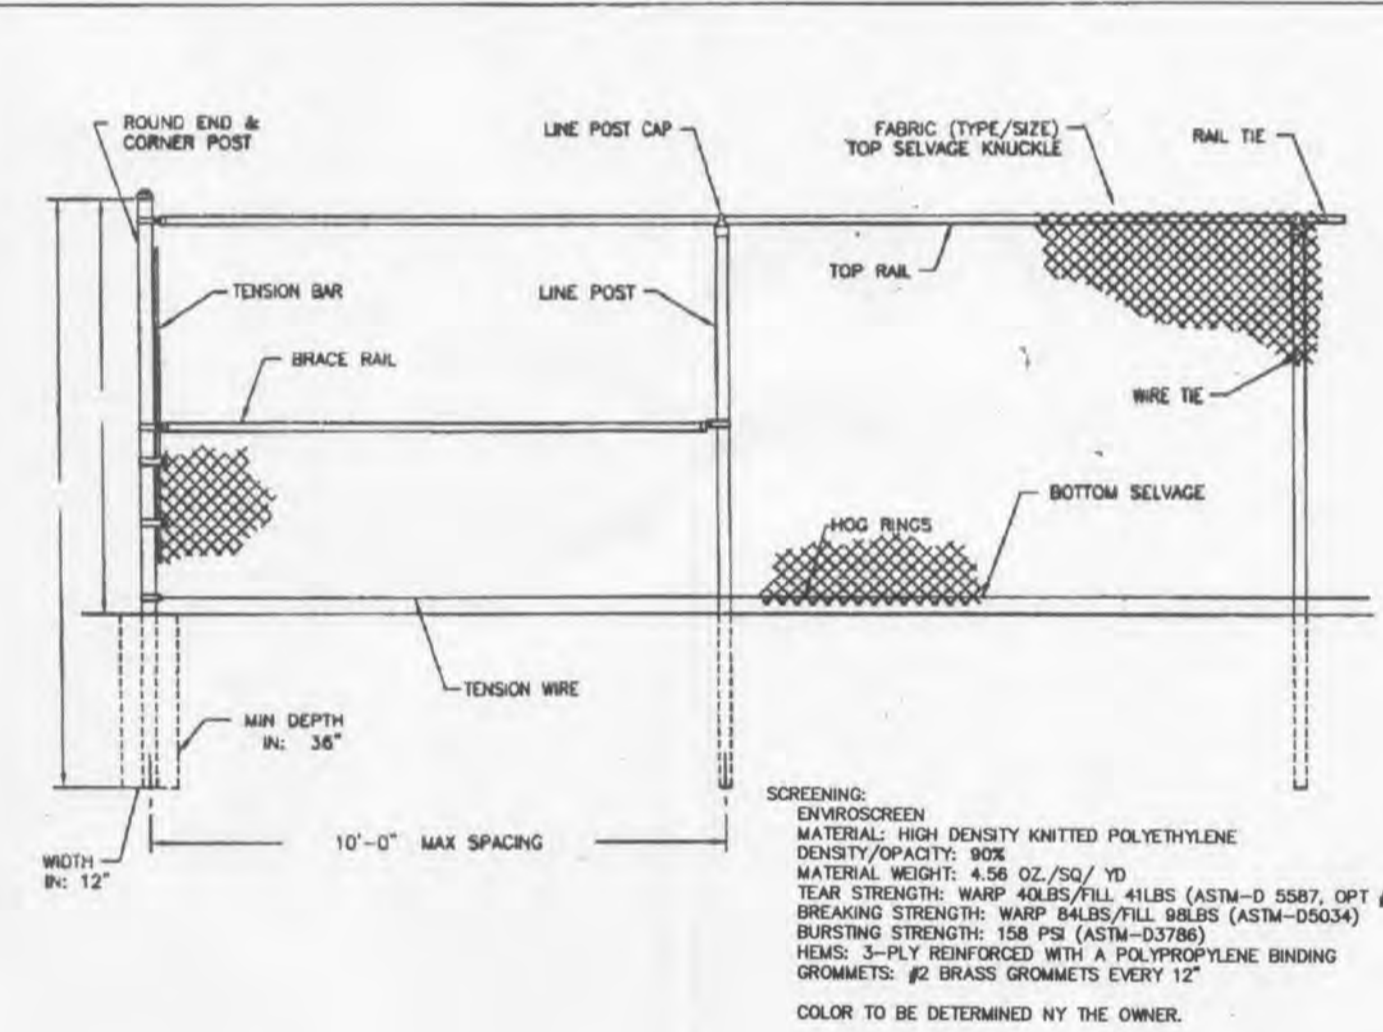 ROUND END &
CORNER POST
LINE POST CAP
FABRIC (TYPE/SIZE)
TOP SELVAGE KNUCKLE
RAIL TIE
TENSION BAR
LINE POST
TOP RAIL
BRACE RAIL
WIRE TIE
BOTTOM SELVAGE
HOG RINGS
TENSION WIRE
MIN DEPTH
IN: 36"
10'-0" MAX SPACING
WIDTH
IN: 12"
SCREENING:
ENVIROSCREEN
MATERIAL: HIGH DENSITY KNITTED POLYETHYLENE
DENSITY/OPACITY: 90%
MATERIAL WEIGHT: 4.56 OZ./SQ/ YD
TEAR STRENGTH: WARP 40LBS/FILL 41LBS (ASTM-D 5587, OPT
BREAKING STRENGTH: WARP 84LBS/FILL 98LBS (ASTM-D5034)
BURSTING STRENGTH: 158 PSI (ASTM-D3786)
HEMS: 3-PLY REINFORCED WITH A POLYPROPYLENE BINDING
GROMMETS: #2 BRASS GROMMETS EVERY 12"
COLOR TO BE DETERMINED NY THE OWNER.